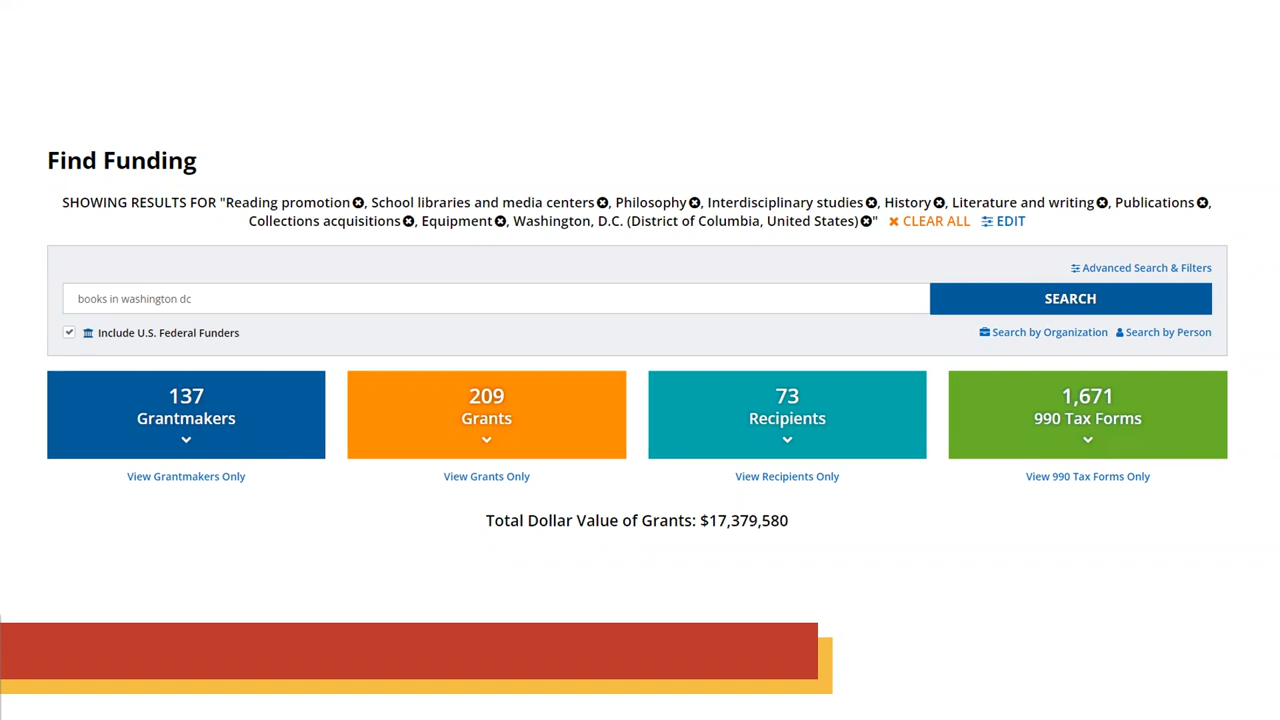 Find Funding
SHOWING RESULTS FOR "Reading promotion, School libraries and media centers, Philosophy, Interdisciplinary studies, History, Literature and writing, Publications,
Collections acquisitions, Equipment, Washington, D.C. (District of Columbia, United States)" CLEAR ALL EDIT
Advanced Search & Filters
books in washington dc
SEARCH
Include U.S. Federal Funders
Search by Organization Search by Person
137
Grantmakers
View Grantmakers Only
209
Grants
View Grants Only
73
Recipients
View Recipients Only
1,671
990 Tax Forms
View 990 Tax Forms Only
Total Dollar Value of Grants: $17,379,580